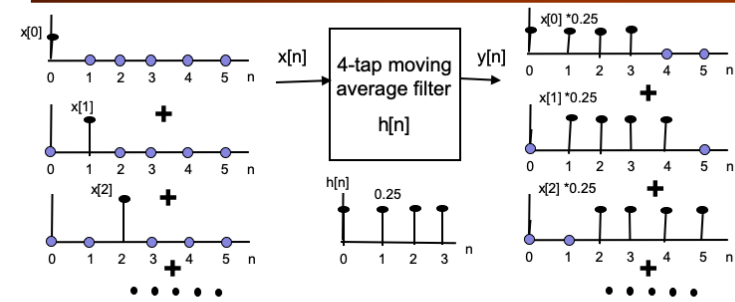 x[0]
0 1 2 3 4 5 n
+
x[1]
0 1 2 3 4 5 n
+
x[2]
0 1 2 3 4 5 n
+
x[n]
4-tap moving
average filter
h[n]
y[n]
h[n]
0.25
0 1 2 3 n
x[0] *0.25
0 1 2 3 4 5 n
+
x[1] *0.25
0 1 2 3 4 5 n
+
x[2] *0.25
0 1 2 3 4 5 n
+